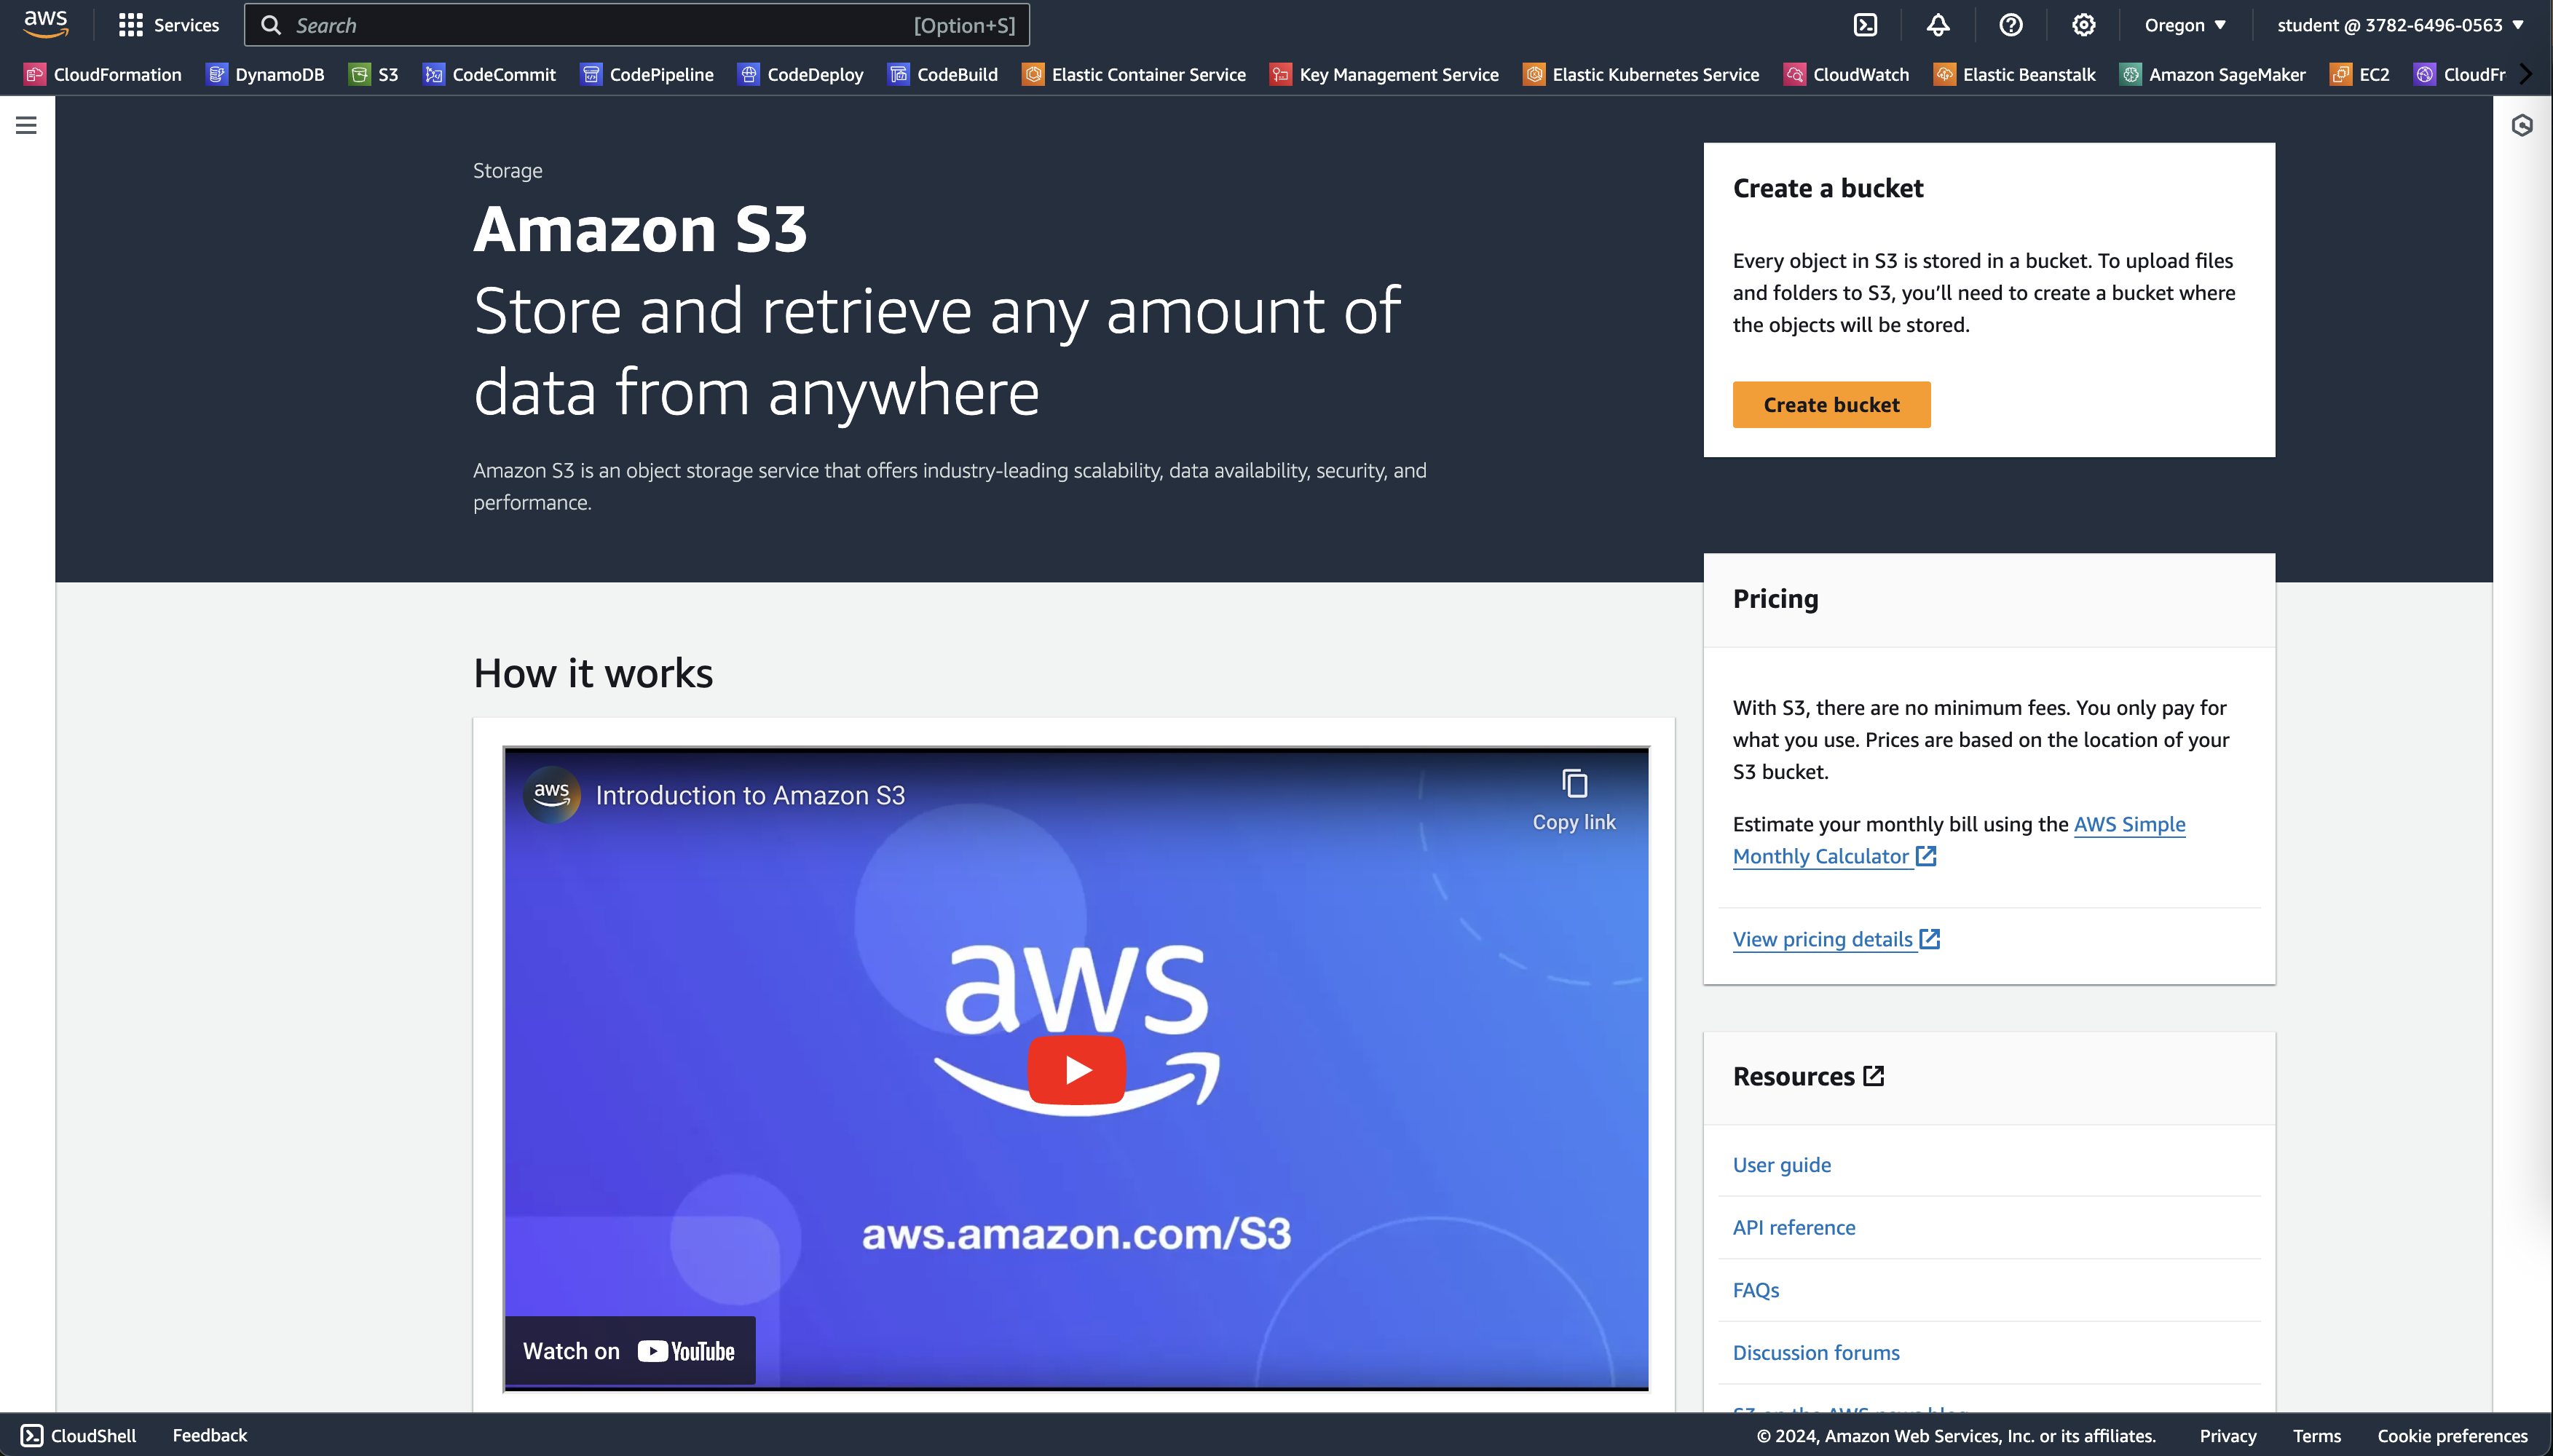 aws
Services
Search
[Option+S]
Oregon
student @ 3782-6496-0563
CloudFormation
DynamoDB
S3
CodeCommit
CodePipeline
CodeDeploy
CodeBuild
Elastic Container Service
Key Management Service
Elastic Kubernetes Service
CloudWatch
Elastic Beanstalk
Amazon SageMaker
EC2
CloudFr
Storage
Amazon S3
Store and retrieve any amount of
data from anywhere
Amazon S3 is an object storage service that offers industry-leading scalability, data availability, security, and
performance.
Create a bucket
Every object in S3 is stored in a bucket. To upload files
and folders to S3, you’ll need to create a bucket where
the objects will be stored.
Create bucket
How it works
aws
Introduction to Amazon S3
Copy link
aws
aws.amazon.com/S3
Watch on YouTube
Pricing
With S3, there are no minimum fees. You only pay for
what you use. Prices are based on the location of your
S3 bucket.
Estimate your monthly bill using the AWS Simple
Monthly Calculator
View pricing details
Resources
User guide
API reference
FAQs
Discussion forums
S3 on the AWS news blog
CloudShell
Feedback
© 2024, Amazon Web Services, Inc. or its affiliates.
Privacy
Terms
Cookie preferences